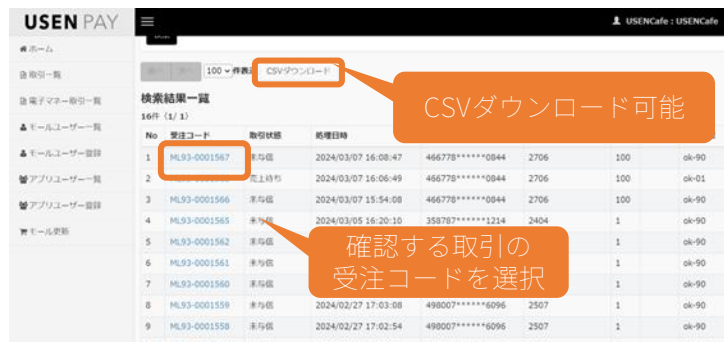 USEN PAY
USENCafe : USENCafe
ホーム
取引一覧
電子マネー取引一覧
モールユーザー一覧
モールユーザー登録
アプリユーザー一覧
アプリユーザー登録
モール更新
100 件表示 CSVダウンロード
CSVダウンロード可能
検索結果一覧
16件 (1/ 1)
No 受注コード 取引状態 処理日時
1 ML93-0001567 未与信 2024/03/07 16:08:47 466778******0844 2706 100 ok-90
2 売上待ち 2024/03/07 16:06:49 466778******0844 2706 100 ok-01
3 ML93-0001566 未与信 2024/03/07 15:54:08 466778******0844 2706 100 ok-90
4 ML93-0001565 未与信 2024/03/05 16:20:10 358787******1214 2404 1 ok-90
5 ML93-0001562 未与信 1 ok-90
6 ML93-0001561 未与信 1 ok-90
7 ML93-0001560 未与信 1 ok-90
8 ML93-0001559 未与信 2024/02/27 17:03:08 498007******6096 2507 1 ok-90
9 ML93-0001558 未与信 2024/02/27 17:02:54 498007******6096 2507 1 ok-90
確認する取引の
受注コードを選択